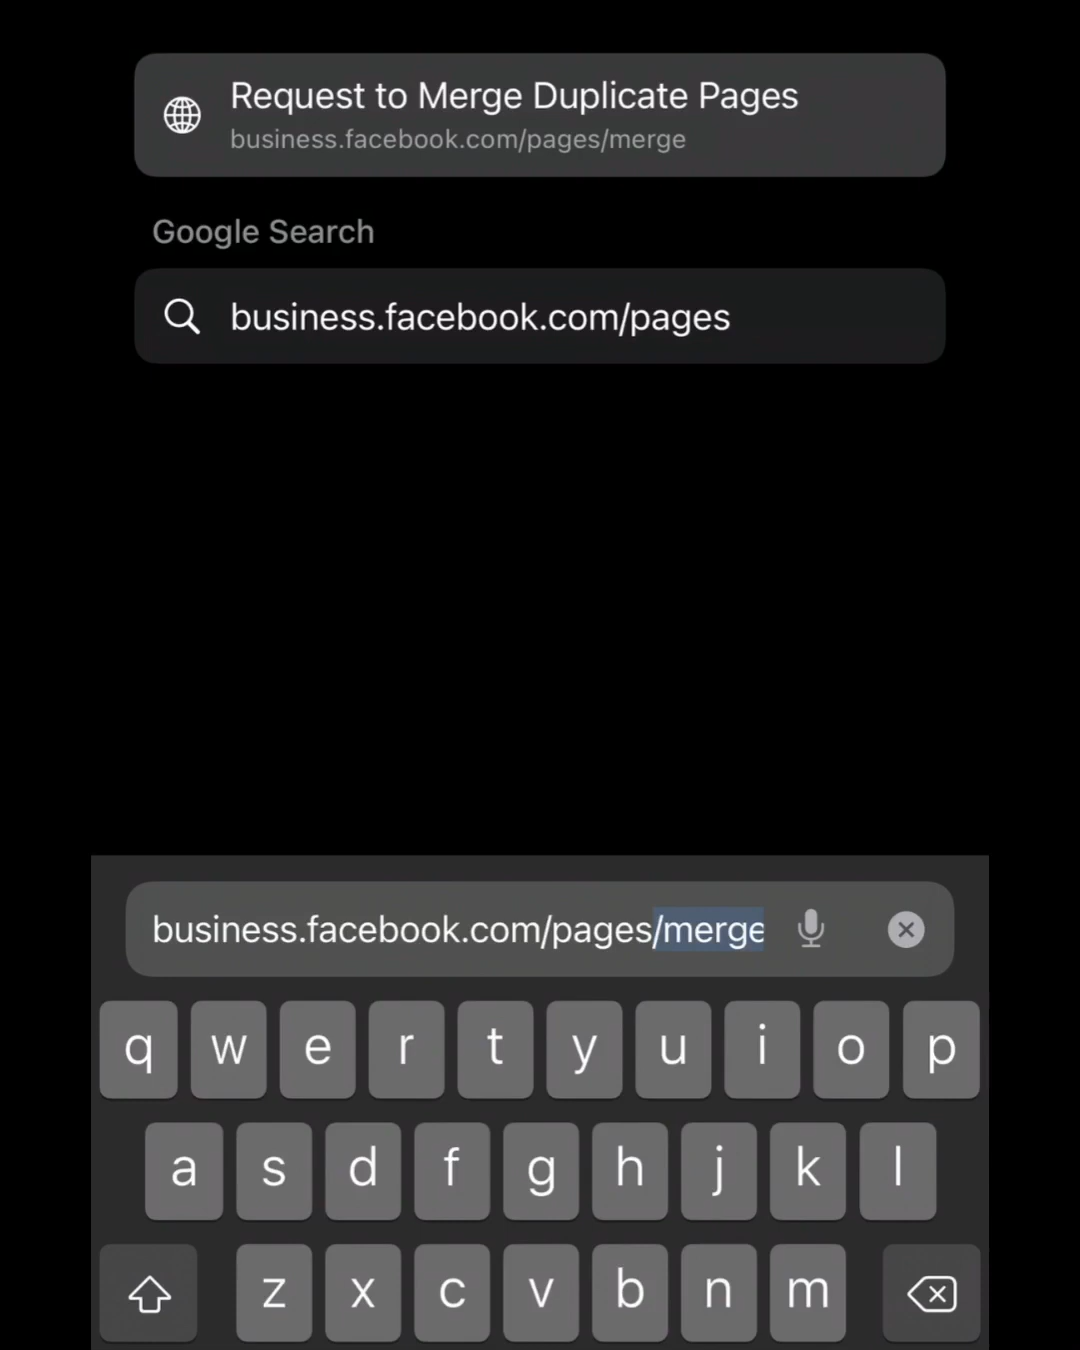 Request to Merge Duplicate Pages
business.facebook.com/pages/merge
Google Search
business.facebook.com/pages
business.facebook.com/pages/merge
q w e r t y u i o p
a s d f g h j k l
z x c v b n m